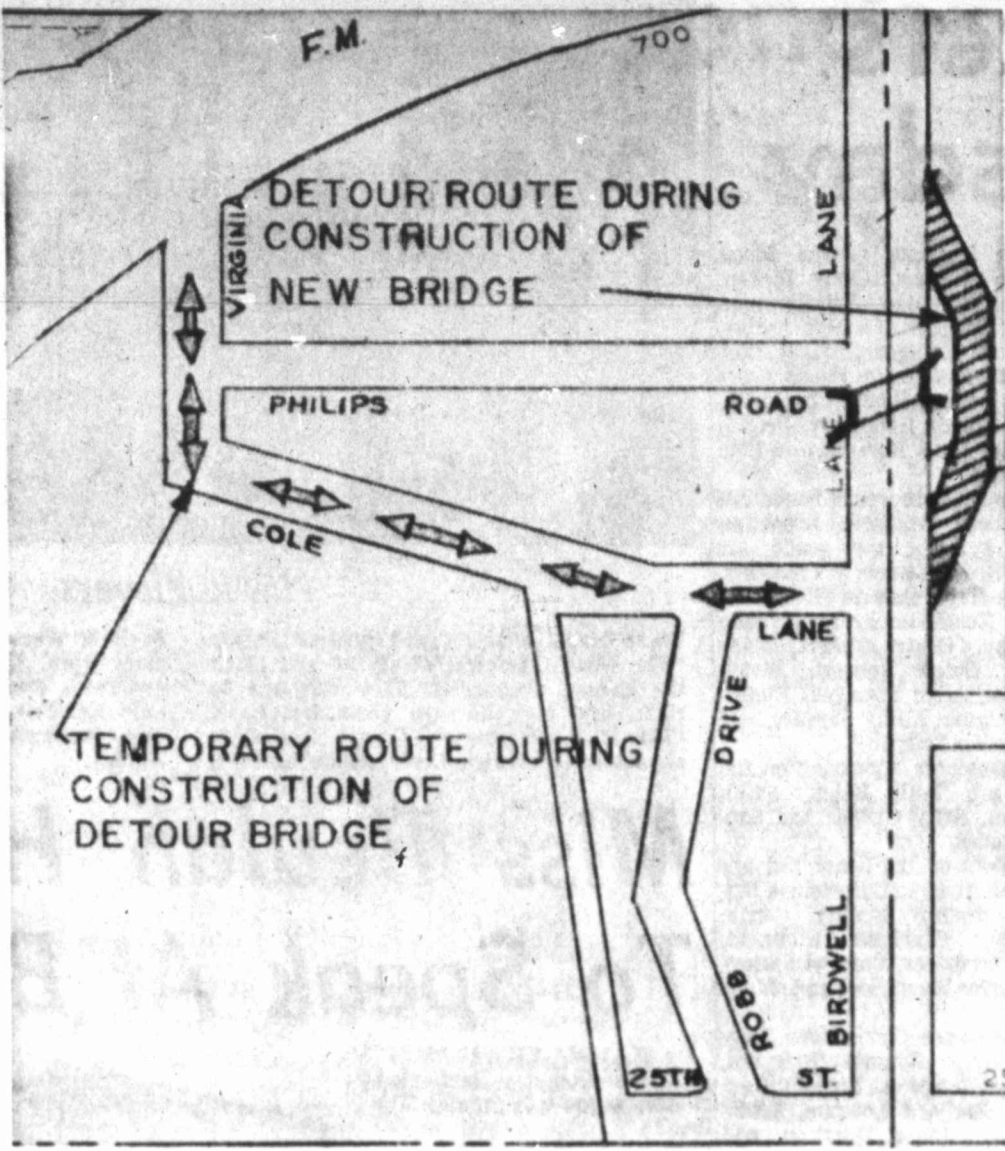 F.M.
700
VIRGINIA
DETOUR ROUTE DURING
CONSTRUCTION OF
NEW BRIDGE
LANE
PHILIPS ROAD
LANE
COLE
LANE
DRIVE
TEMPORARY ROUTE DURING
CONSTRUCTION OF
DETOUR BRIDGE
ROBB
BIRDWELL
25TH ST.
25